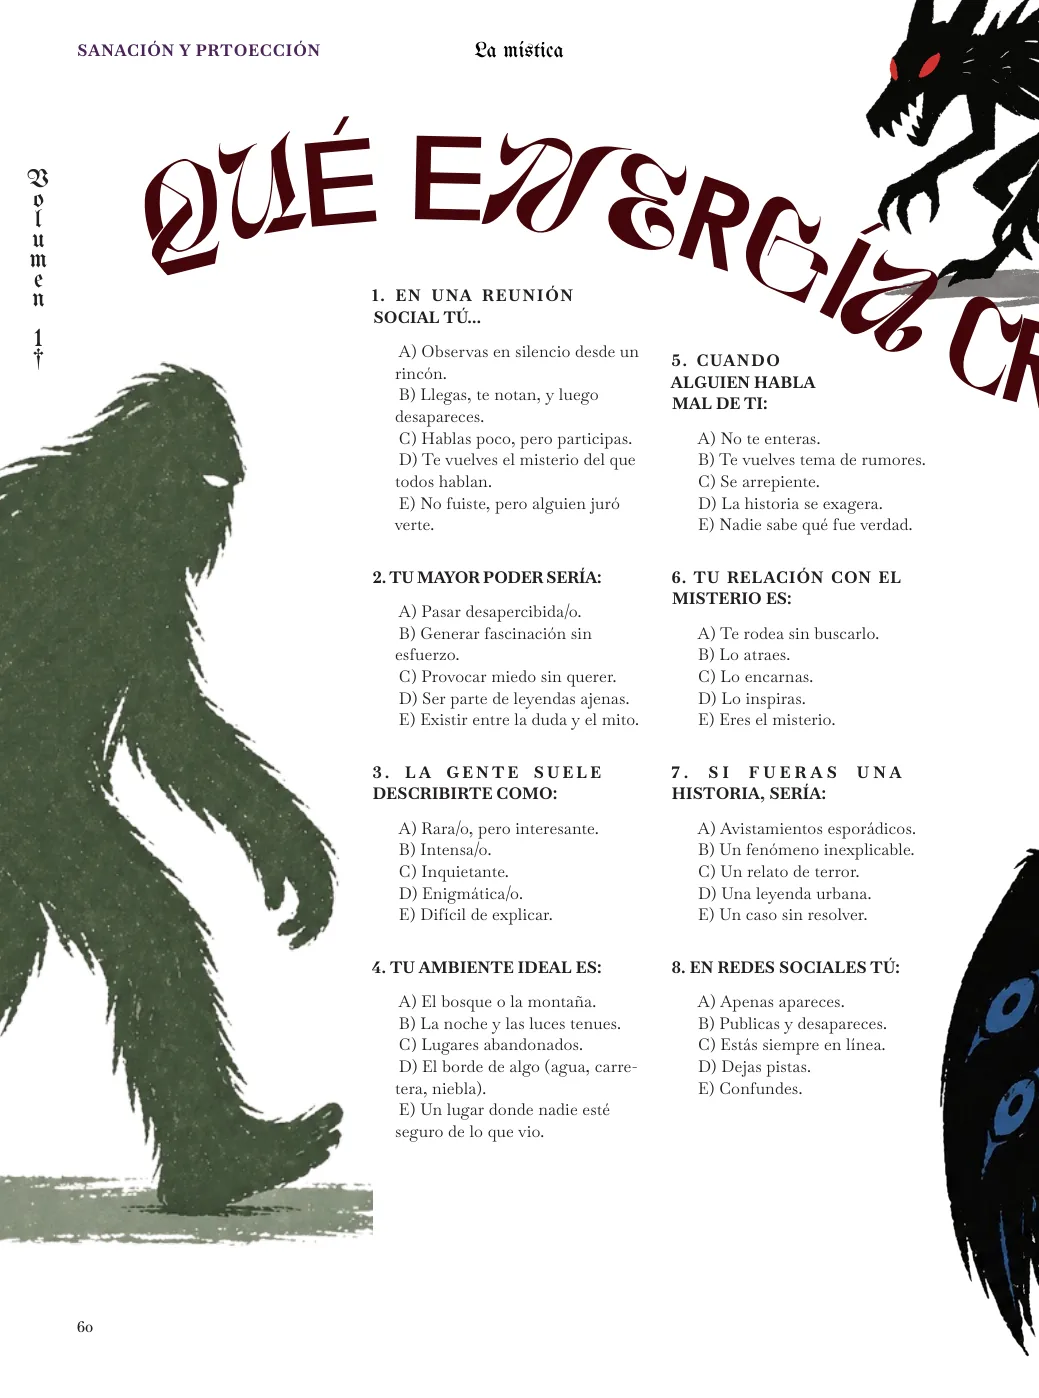 SANACIÓN Y PRTOECCIÓN
La mística
Volumen 1†
QUÉ ENERGÍA CR
1. EN UNA REUNIÓN
SOCIAL TÚ...
A) Observas en silencio desde un
rincón.
B) Llegas, te notan, y luego
desapareces.
C) Hablas poco, pero participas.
D) Te vuelves el misterio del que
todos hablan.
E) No fuiste, pero alguien juró
verte.
2. TU MAYOR PODER SERÍA:
A) Pasar desapercibida/o.
B) Generar fascinación sin
esfuerzo.
C) Provocar miedo sin querer.
D) Ser parte de leyendas ajenas.
E) Existir entre la duda y el mito.
3. LA GENTE SUELE
DESCRIBIRTE COMO:
A) Rara/o, pero interesante.
B) Intensa/o.
C) Inquietante.
D) Enigmática/o.
E) Difícil de explicar.
4. TU AMBIENTE IDEAL ES:
A) El bosque o la montaña.
B) La noche y las luces tenues.
C) Lugares abandonados.
D) El borde de algo (agua, carre-
tera, niebla).
E) Un lugar donde nadie esté
seguro de lo que vio.
5. CUANDO
ALGUIEN HABLA
MAL DE TI:
A) No te enteras.
B) Te vuelves tema de rumores.
C) Se arrepiente.
D) La historia se exagera.
E) Nadie sabe qué fue verdad.
6. TU RELACIÓN CON EL
MISTERIO ES:
A) Te rodea sin buscarlo.
B) Lo atraes.
C) Lo encarnas.
D) Lo inspiras.
E) Eres el misterio.
7. SI FUERAS UNA
HISTORIA, SERÍA:
A) Avistamientos esporádicos.
B) Un fenómeno inexplicable.
C) Un relato de terror.
D) Una leyenda urbana.
E) Un caso sin resolver.
8. EN REDES SOCIALES TÚ:
A) Apenas apareces.
B) Publicas y desapareces.
C) Estás siempre en línea.
D) Dejas pistas.
E) Confundes.
60